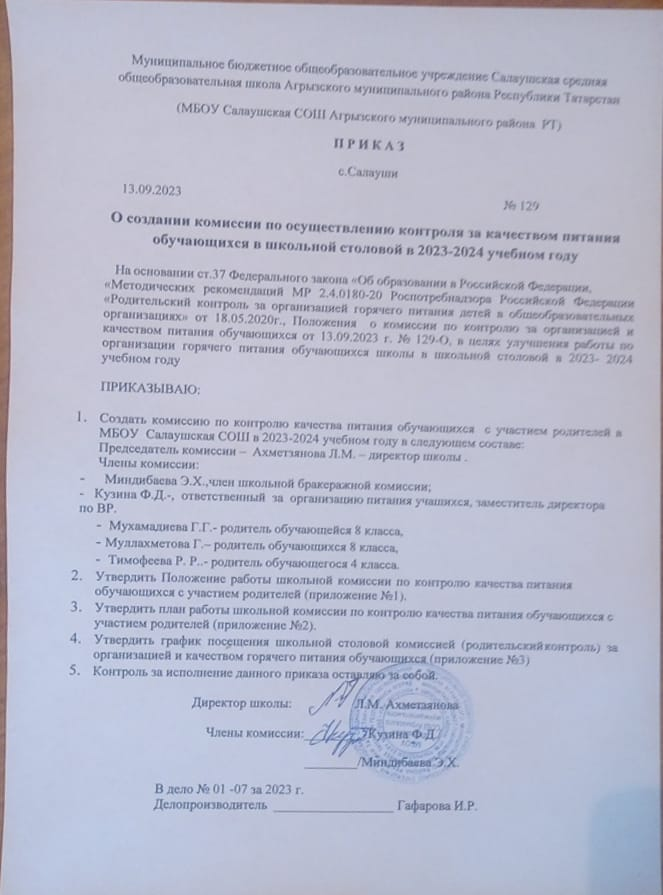 Муниципальное бюджетное общеобразовательное учреждение Салаушская средняя
общеобразовательная школа Агрызского муниципального района Республики Татарстан
(МБОУ Салаушская СОШ Агрызского муниципального района РТ)
П Р И К А З
с.Салауши
13.09.2023
№ 129
О создании комиссии по осуществлению контроля за качеством питания
обучающихся в школьной столовой в 2023-2024 учебном году
На основании ст.37 Федерального закона «Об образовании в Российской Федерации,
«Методических рекомендаций МР 2.4.0180-20 Роспотребнадзора Российской Федерации
«Родительский контроль за организацией горячего питания детей в общеобразовательных
организациях» от 18.05.2020г., Положения о комиссии по контролю за организацией и
качеством питания обучающихся от 13.09.2023 г. № 129-О, в целях улучшения работы по
организации горячего питания обучающихся школы в школьной столовой в 2023- 2024
учебном году
ПРИКАЗЫВАЮ:
1. Создать комиссию по контролю качества питания обучающихся с участием родителей в
МБОУ Салаушская СОШ в 2023-2024 учебном году в следующем составе:
Председатель комиссии – Ахметзянова Л.М. – директор школы .
Члены комиссии:
- Миндибаева Э.Х.,член школьной бракеражной комиссии;
- Кузина Ф.Д.-, ответственный за организацию питания учащихся, заместитель директора
по ВР.
- Мухамадиева Г.Г.- родитель обучающейся 8 класса,
- Муллахметова Г.– родитель обучающихся 8 класса,
- Тимофеева Р. Р..- родитель обучающегося 4 класса.
2. Утвердить Положение работы школьной комиссии по контролю качества питания
обучающихся с участием родителей (приложение №1).
3. Утвердить план работы школьной комиссии по контролю качества питания обучающихся с
участием родителей (приложение №2).
4. Утвердить график посещения школьной столовой комиссией (родительский контроль) за
организацией и качеством горячего питания обучающихся (приложение №3)
5. Контроль за исполнение данного приказа оставляю за собой.
Директор школы: Л.М. Ахметзянова
Члены комиссии: /Кузина Ф.Д/
________/Миндибаева Э.Х.
В дело № 01 -07 за 2023 г.
Делопроизводитель __________________ Гафарова И.Р.